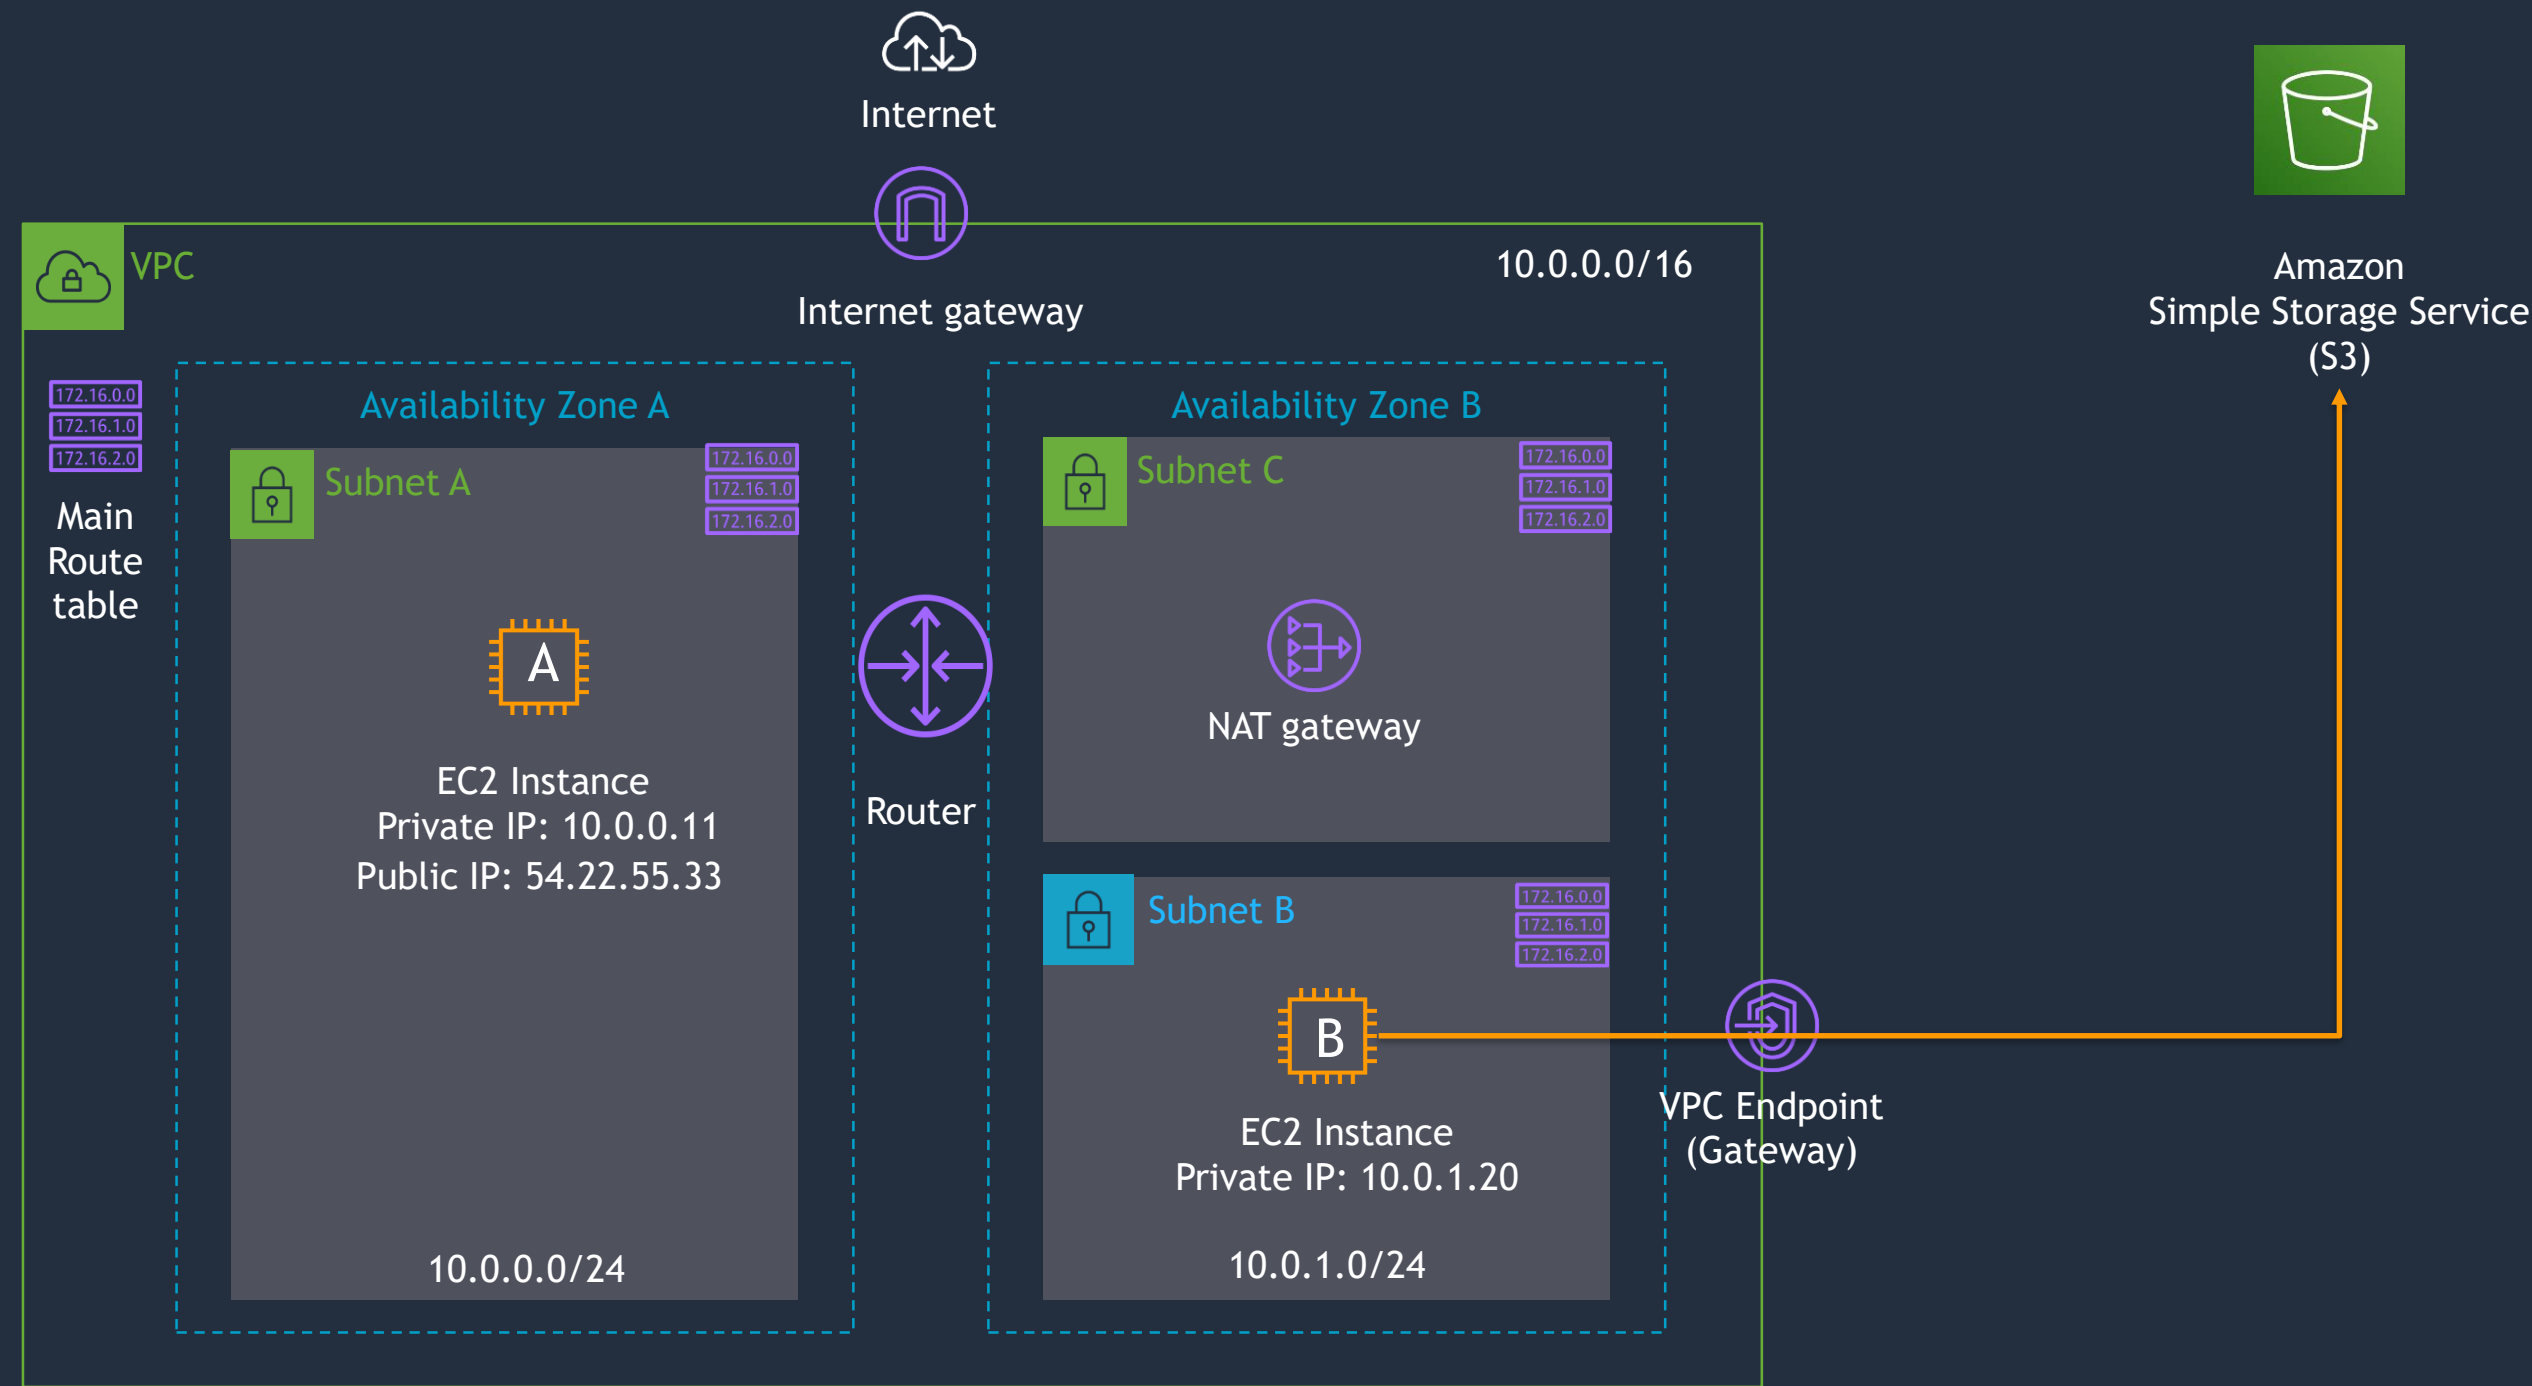 Internet
Internet gateway
VPC
10.0.0.0/16
Amazon
Simple Storage Service
(S3)
172.16.0.0
172.16.1.0
172.16.2.0
Main
Route
table
Availability Zone A
Subnet A
172.16.0.0
172.16.1.0
172.16.2.0
A
EC2 Instance
Private IP: 10.0.0.11
Public IP: 54.22.55.33
10.0.0.0/24
Router
Availability Zone B
Subnet C
172.16.0.0
172.16.1.0
172.16.2.0
NAT gateway
Subnet B
172.16.0.0
172.16.1.0
172.16.2.0
B
EC2 Instance
Private IP: 10.0.1.20
10.0.1.0/24
VPC Endpoint
(Gateway)